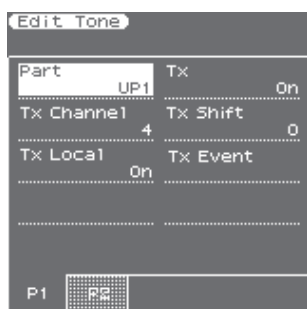 Edit Tone
Part Tx
UP1 On
Tx Channel Tx Shift
4 0
Tx Local Tx Event
On
P1 P2